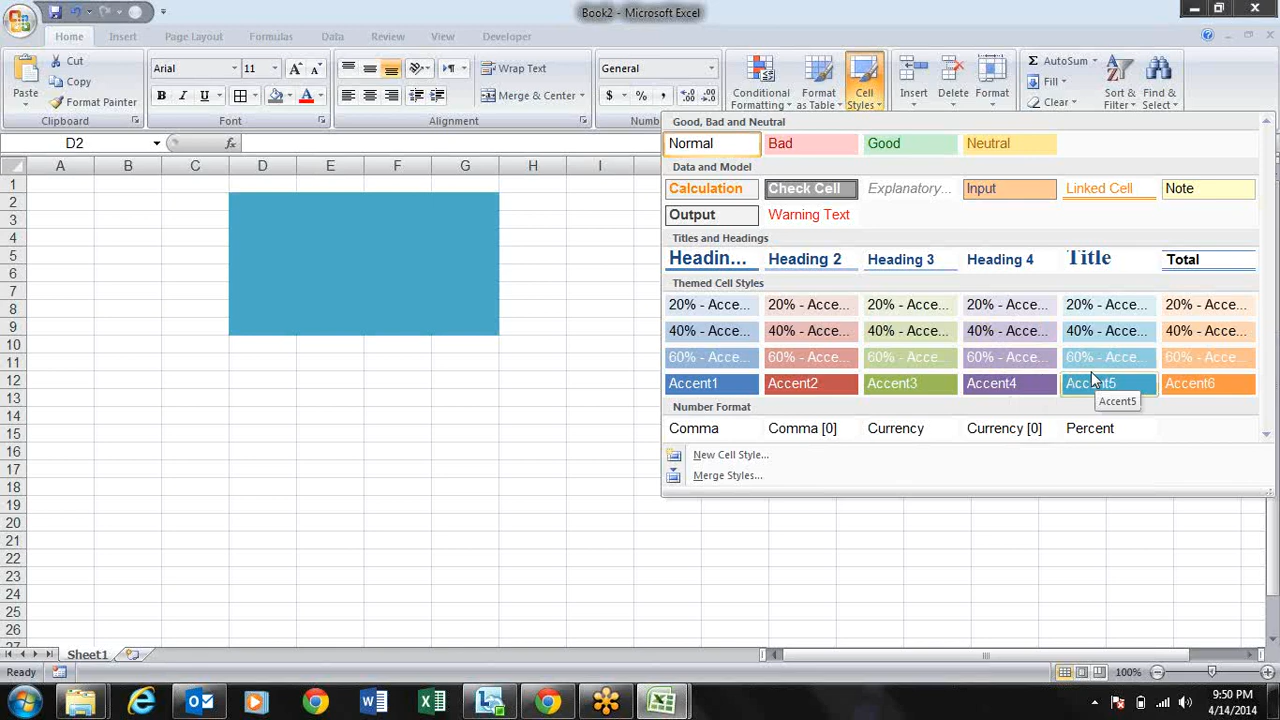 Book2 - Microsoft Excel
Home Insert Page Layout Formulas Data Review View Developer
Paste
Cut
Copy
Format Painter
Clipboard
Arial 11
B I U
Font
Wrap Text
Merge & Center
Alignment
General
$ % ,
Numb
Conditional Formatting
Format as Table
Cell Styles
Insert Delete Format
AutoSum
Fill
Clear
Sort & Filter
Find & Select
D2
fx
A B C D E F G H I
1
2
3
4
5
6
7
8
9
10
11
12
13
14
15
16
17
18
19
20
21
22
23
24
25
26
27
Good, Bad and Neutral
Normal Bad Good Neutral
Data and Model
Calculation Check Cell Explanatory... Input Linked Cell Note
Output Warning Text
Titles and Headings
Headin... Heading 2 Heading 3 Heading 4 Title Total
Themed Cell Styles
20% - Acce... 20% - Acce... 20% - Acce... 20% - Acce... 20% - Acce... 20% - Acce...
40% - Acce... 40% - Acce... 40% - Acce... 40% - Acce... 40% - Acce... 40% - Acce...
60% - Acce... 60% - Acce... 60% - Acce... 60% - Acce... 60% - Acce... 60% - Acce...
Accent1 Accent2 Accent3 Accent4 Accent5 Accent6
Accent5
Number Format
Comma Comma [0] Currency Currency [0] Percent
New Cell Style...
Merge Styles...
Sheet1
Ready
100%
9:50 PM
4/14/2014